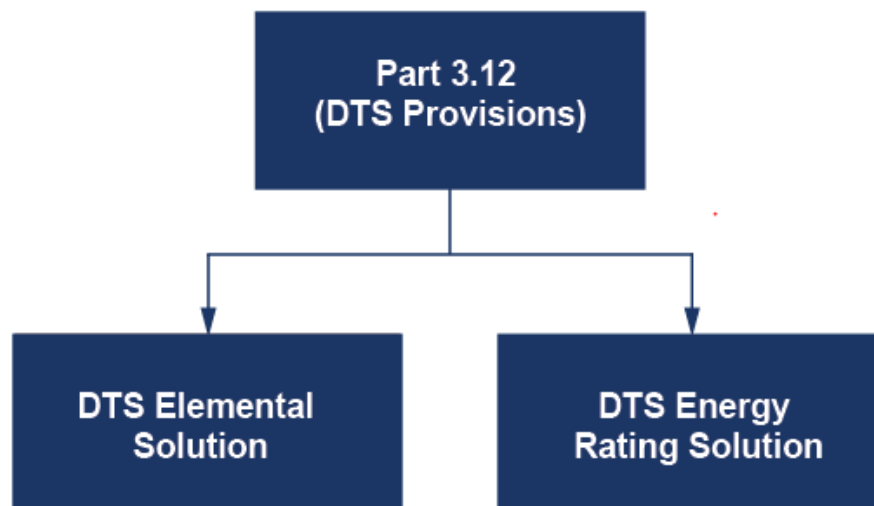 Part 3.12
(DTS Provisions)
DTS Elemental
Solution
DTS Energy
Rating Solution